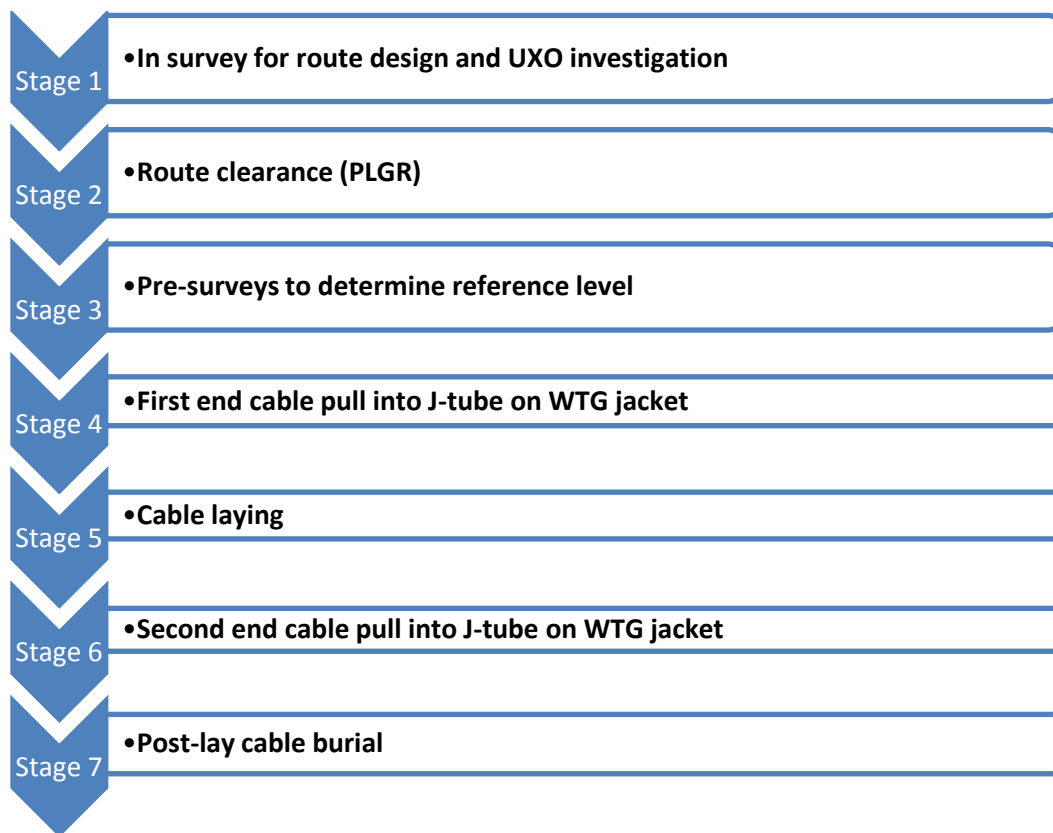 Stage 1
•In survey for route design and UXO investigation
Stage 2
•Route clearance (PLGR)
Stage 3
•Pre-surveys to determine reference level
Stage 4
•First end cable pull into J-tube on WTG jacket
Stage 5
•Cable laying
Stage 6
•Second end cable pull into J-tube on WTG jacket
Stage 7
•Post-lay cable burial